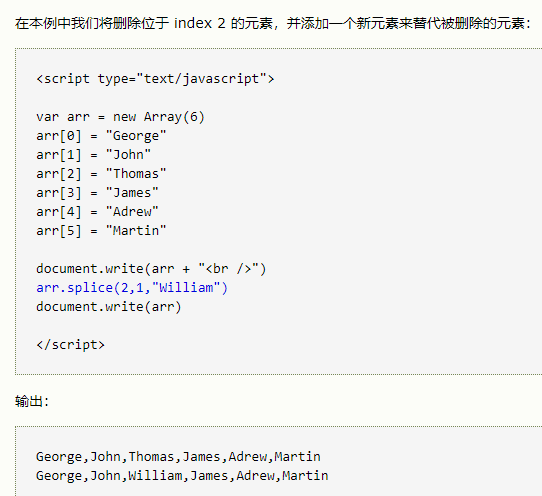 在本例中我们将删除位于 index 2 的元素，并添加一个新元素来替代被删除的元素：
<script type="text/javascript">
var arr = new Array(6)
arr[0] = "George"
arr[1] = "John"
arr[2] = "Thomas"
arr[3] = "James"
arr[4] = "Adrew"
arr[5] = "Martin"
document.write(arr + "<br />")
arr.splice(2,1,"William")
document.write(arr)
</script>
输出：
George,John,Thomas,James,Adrew,Martin
George,John,William,James,Adrew,Martin